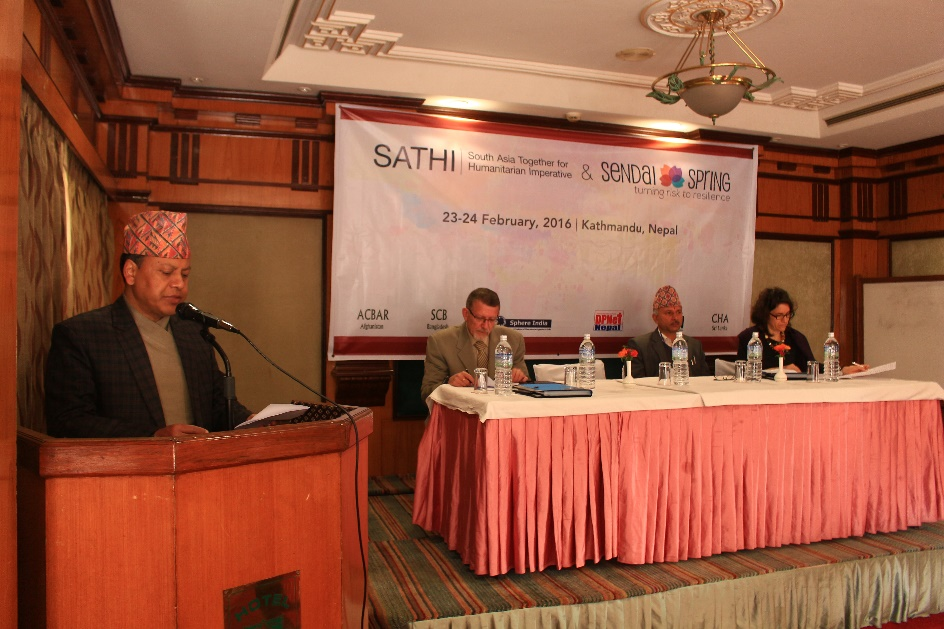 SATHI
South Asia Together for
Humanitarian Imperative
& SENDAI SPRING
turning risk to resilience
23-24 February, 2016 | Kathmandu, Nepal
ACBAR
Afghanistan
SCB
Bangladesh
Sphere India
DPNet
Nepal
CHA
Sri Lanka
HOTEL